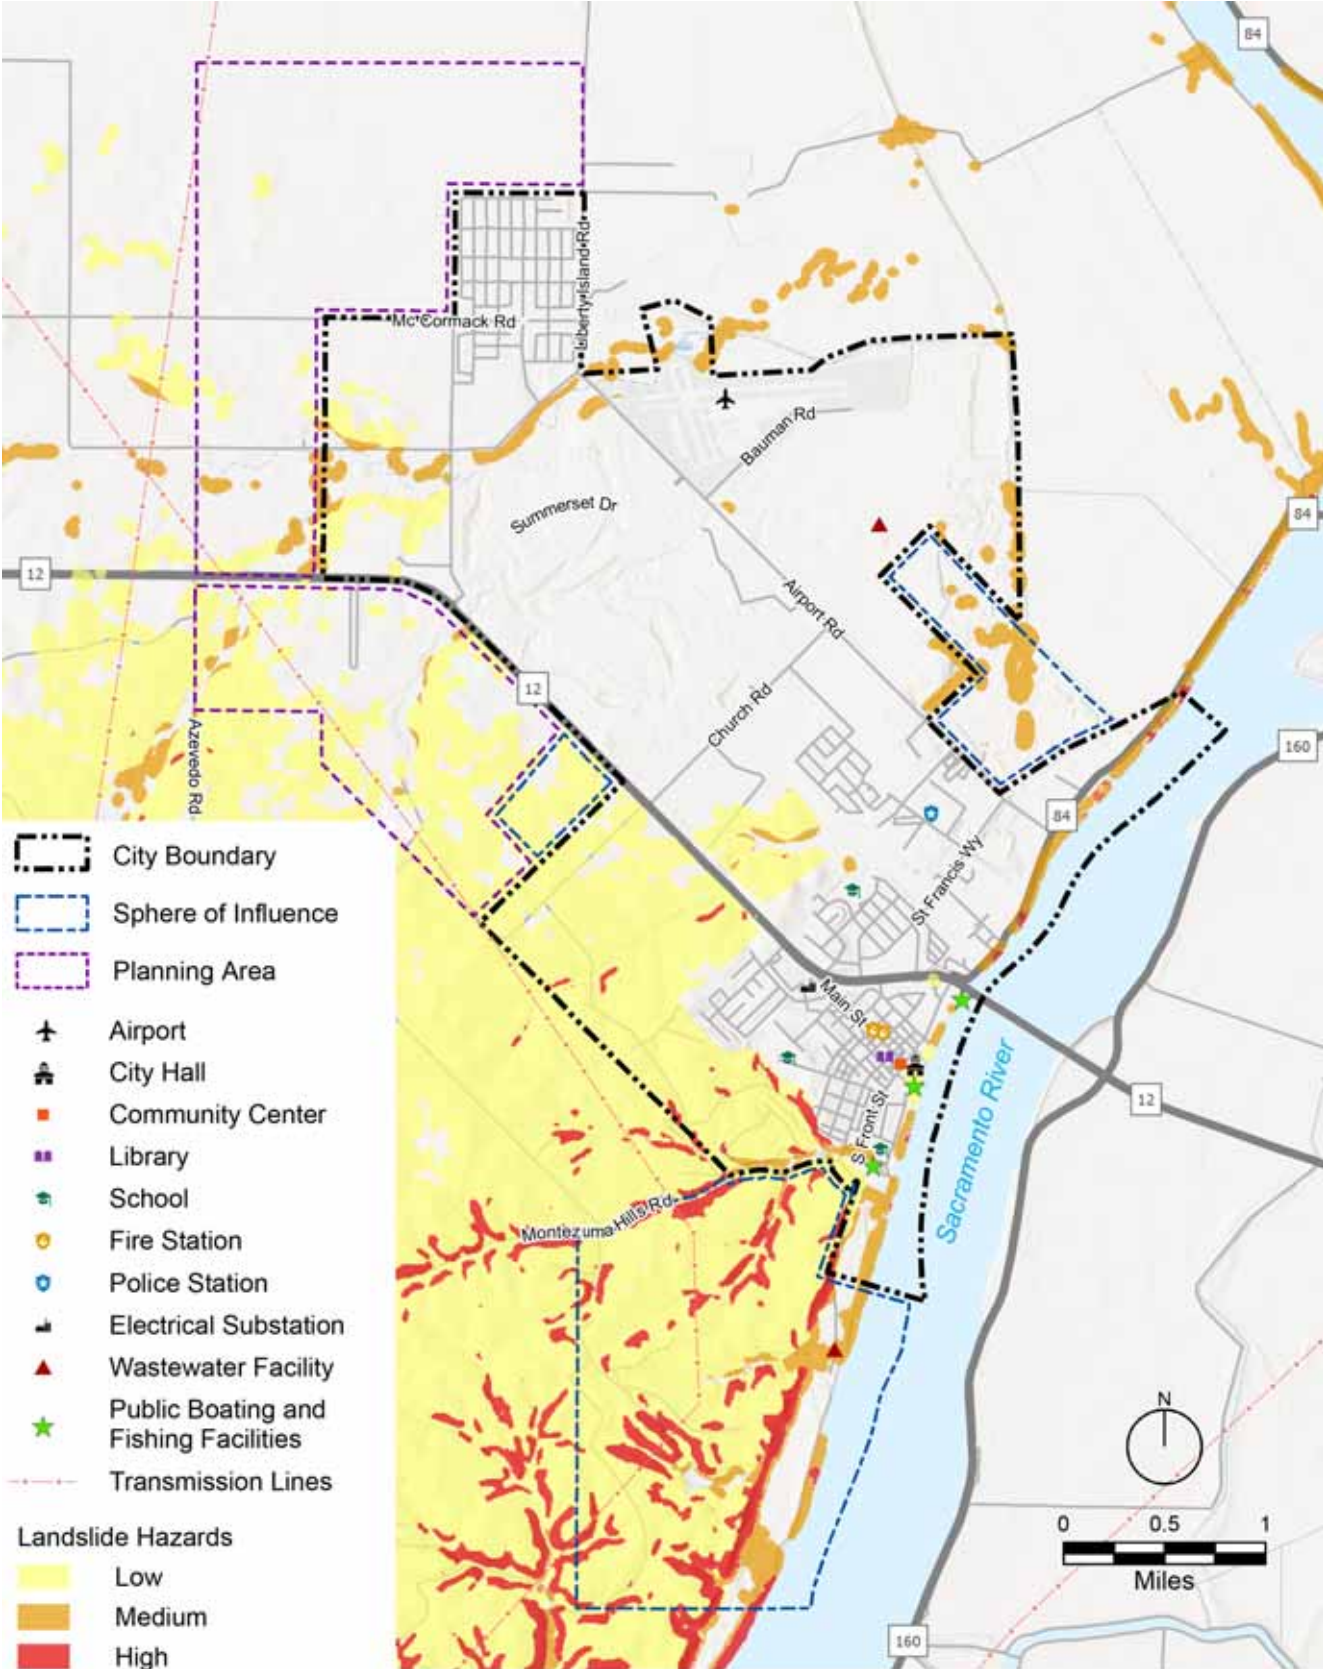 84
Mc Cormack Rd
Liberty Island Rd
Bauman Rd
Summerset Dr
84
12
Airport Rd
12
Church Rd
Azevedo Rd
160
84
St Francis Wy
Main St
S Front St
12
Sacramento River
Montezuma Hills Rd
160
City Boundary
Sphere of Influence
Planning Area
Airport
City Hall
Community Center
Library
School
Fire Station
Police Station
Electrical Substation
Wastewater Facility
Public Boating and
Fishing Facilities
Transmission Lines
Landslide Hazards
Low
Medium
High
N
0 0.5 1
Miles